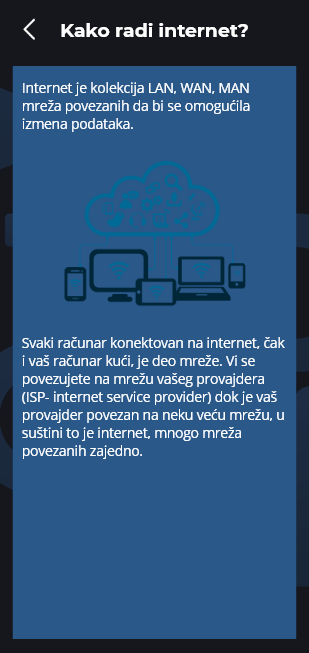 Kako radi internet?
Internet je kolekcija LAN, WAN, MAN
mreža povezanih da bi se omogućila
izmena podataka.
Svaki računar konektovan na internet, čak
i vaš računar kući, je deo mreže. Vi se
povezujete na mrežu vašeg provajdera
(ISP- internet service provider) dok je vaš
provajder povezan na neku veću mrežu, u
suštini to je internet, mnogo mreža
povezanih zajedno.